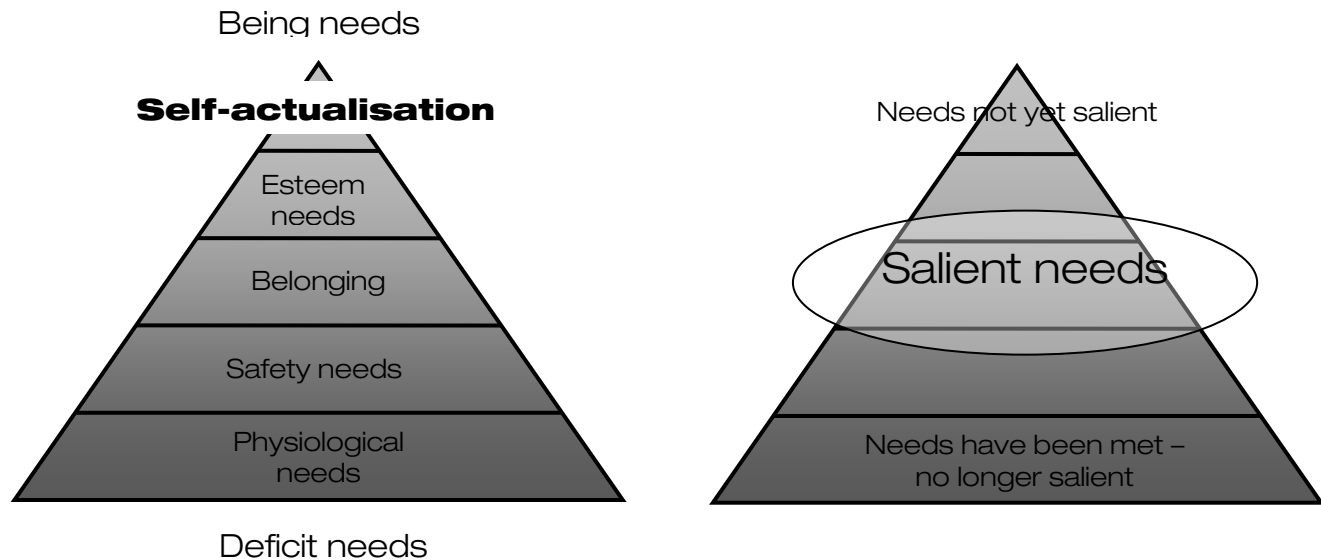 Being needs
Self-actualisation
Esteem
needs
Belonging
Safety needs
Physiological
needs
Deficit needs
Needs not yet salient
Salient needs
Needs have been met –
no longer salient